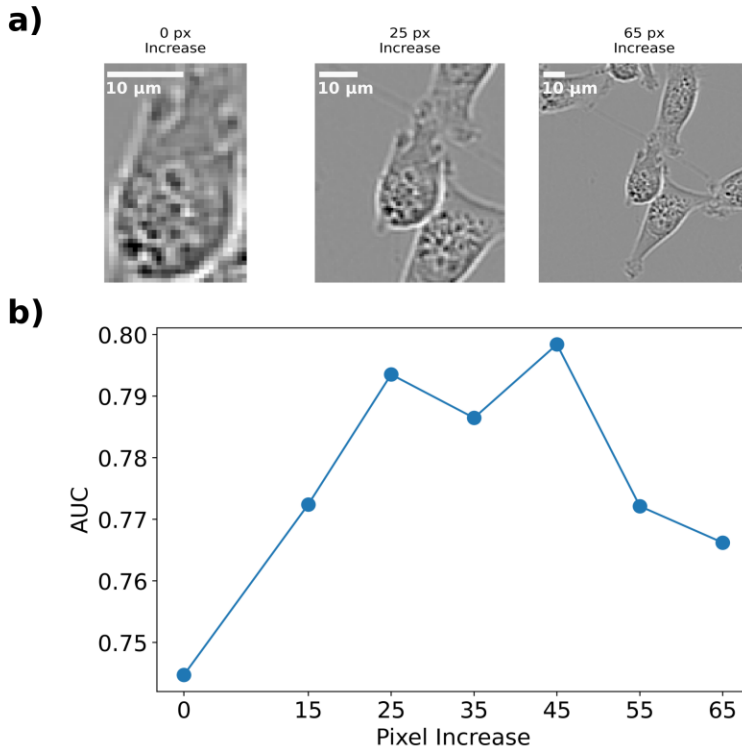 a)
0 px
Increase
25 px
Increase
65 px
Increase
10 μm
10 μm
10 μm
b)
0.80
0.79
0.78
0.77
0.76
0.75
AUC
0
15
25
35
45
55
65
Pixel Increase